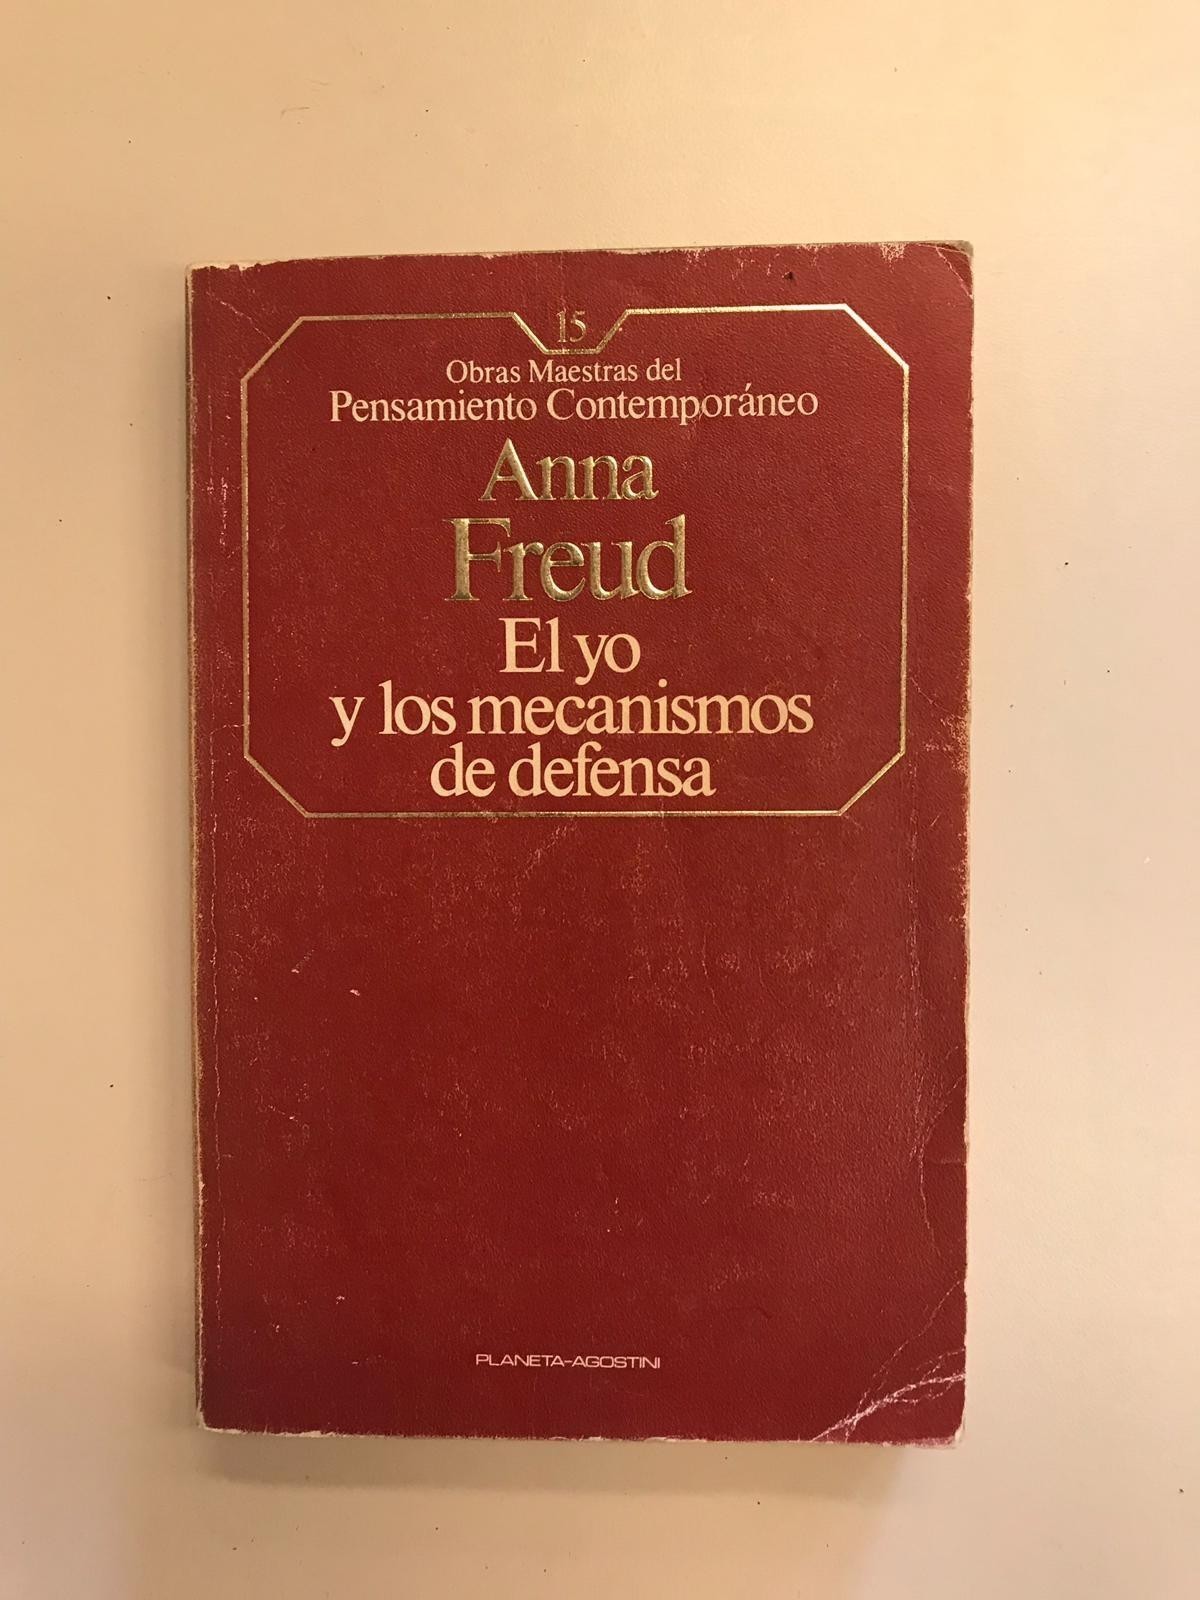 15
Obras Maestras del
Pensamiento Contemporáneo
Anna
Freud
El yo
y los mecanismos
de defensa
PLANETA-AGOSTINI